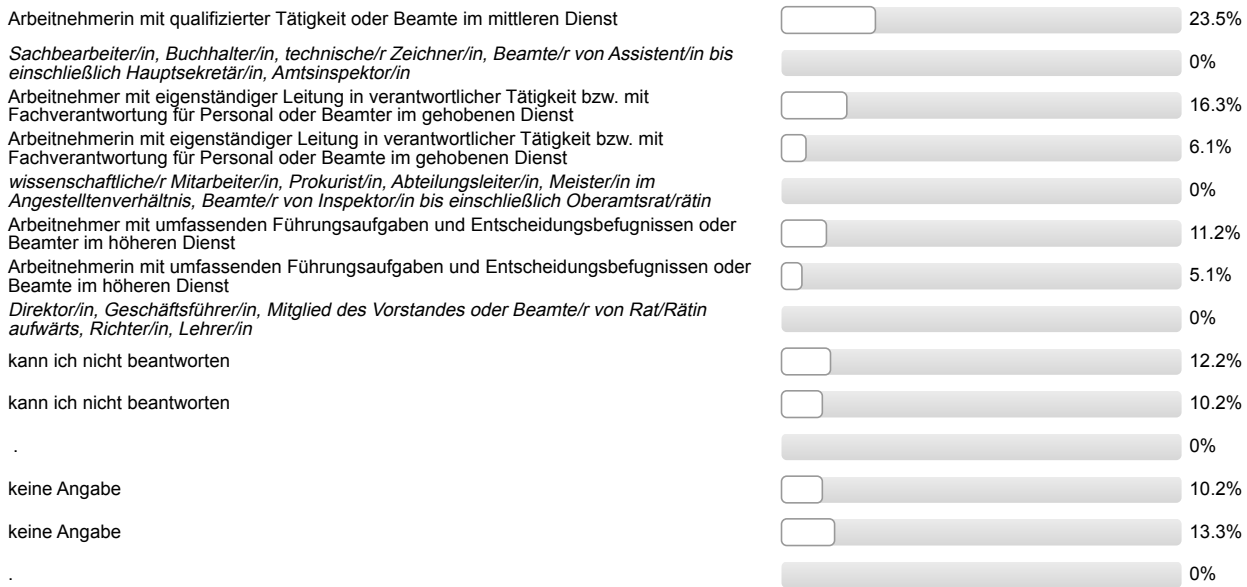 Arbeitnehmerin mit qualifizierter Tätigkeit oder Beamte im mittleren Dienst 23.5%
Sachbearbeiter/in, Buchhalter/in, technische/r Zeichner/in, Beamte/r von Assistent/in bis
einschließlich Hauptsekretär/in, Amtsinspektor/in 0%
Arbeitnehmer mit eigenständiger Leitung in verantwortlicher Tätigkeit bzw. mit
Fachverantwortung für Personal oder Beamter im gehobenen Dienst 16.3%
Arbeitnehmerin mit eigenständiger Leitung in verantwortlicher Tätigkeit bzw. mit
Fachverantwortung für Personal oder Beamte im gehobenen Dienst 6.1%
wissenschaftliche/r Mitarbeiter/in, Prokurist/in, Abteilungsleiter/in, Meister/in im
Angestelltenverhältnis, Beamte/r von Inspektor/in bis einschließlich Oberamtsrat/rätin 0%
Arbeitnehmer mit umfassenden Führungsaufgaben und Entscheidungsbefugnissen oder
Beamter im höheren Dienst 11.2%
Arbeitnehmerin mit umfassenden Führungsaufgaben und Entscheidungsbefugnissen oder
Beamte im höheren Dienst 5.1%
Direktor/in, Geschäftsführer/in, Mitglied des Vorstandes oder Beamte/r von Rat/Rätin
aufwärts, Richter/in, Lehrer/in 0%
kann ich nicht beantworten 12.2%
kann ich nicht beantworten 10.2%
. 0%
keine Angabe 10.2%
keine Angabe 13.3%
. 0%